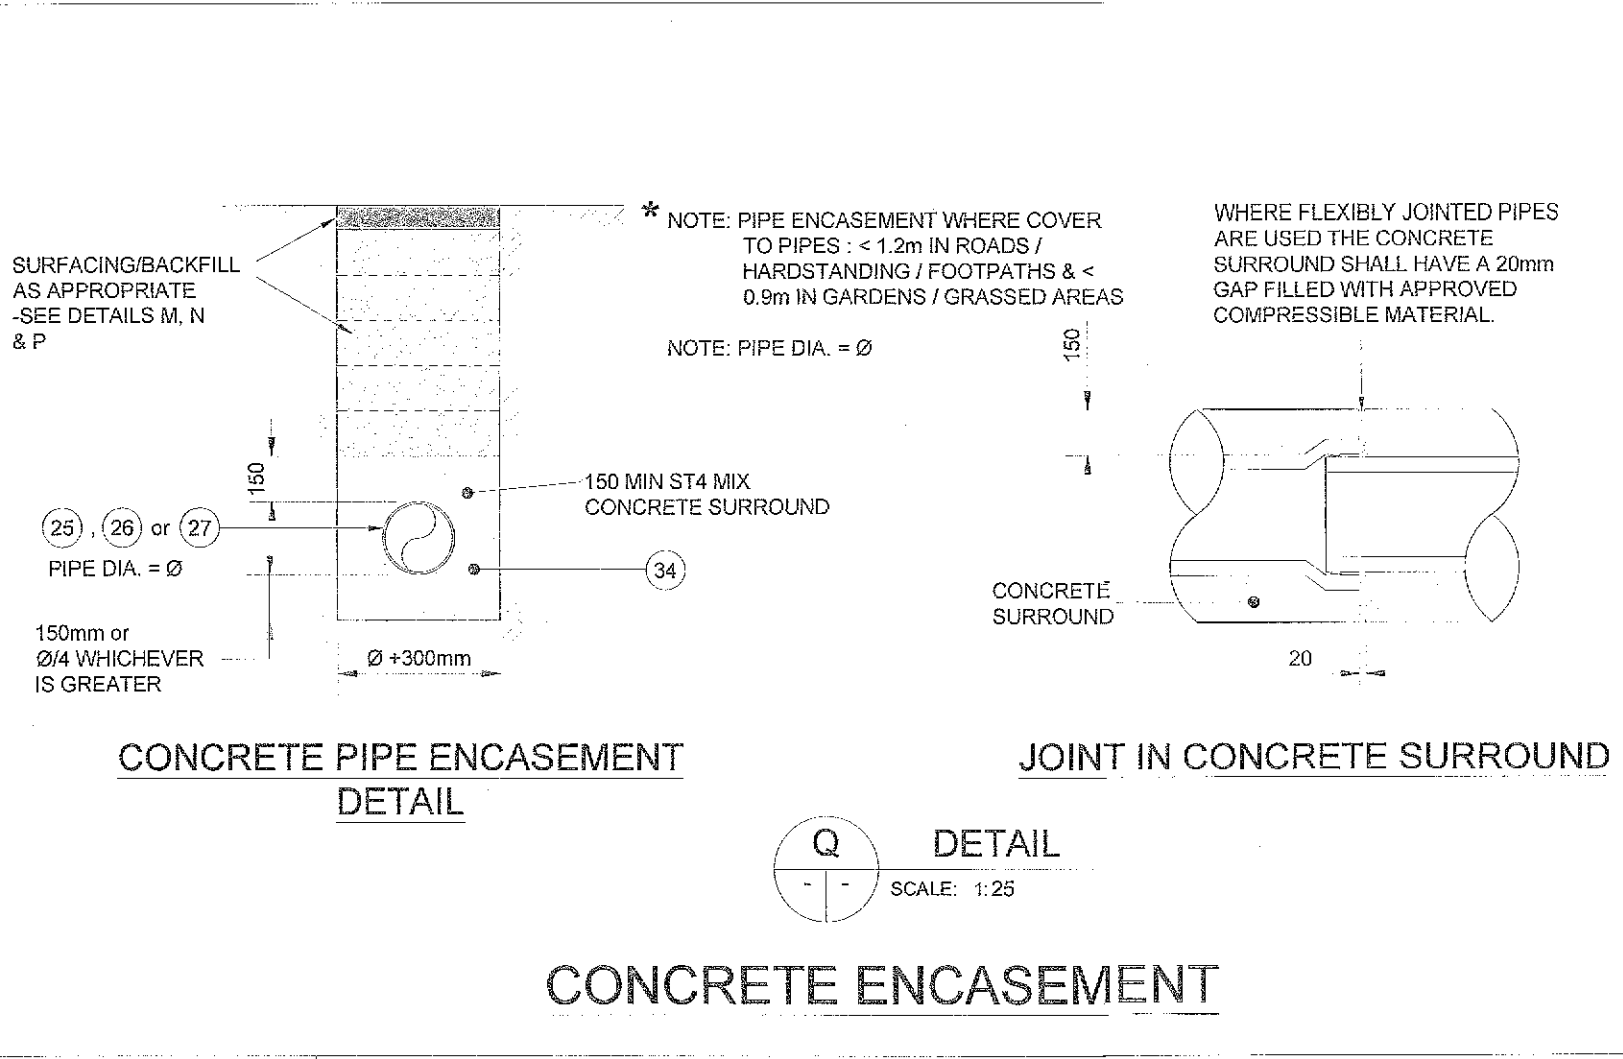 SURFACING/BACKFILL
AS APPROPRIATE
-SEE DETAILS M, N
& P
* NOTE: PIPE ENCASEMENT WHERE COVER
TO PIPES : < 1.2m IN ROADS /
HARDSTANDING / FOOTPATHS & <
0.9m IN GARDENS / GRASSED AREAS
NOTE: PIPE DIA. = Ø
150
150 MIN ST4 MIX
CONCRETE SURROUND
25 , 26 or 27
PIPE DIA. = Ø
34
150mm or
Ø/4 WHICHEVER
IS GREATER
Ø +300mm
CONCRETE PIPE ENCASEMENT
DETAIL
WHERE FLEXIBLY JOINTED PIPES
ARE USED THE CONCRETE
SURROUND SHALL HAVE A 20mm
GAP FILLED WITH APPROVED
COMPRESSIBLE MATERIAL.
150
CONCRETE
SURROUND
20
JOINT IN CONCRETE SURROUND
Q DETAIL
- - SCALE: 1:25
CONCRETE ENCASEMENT